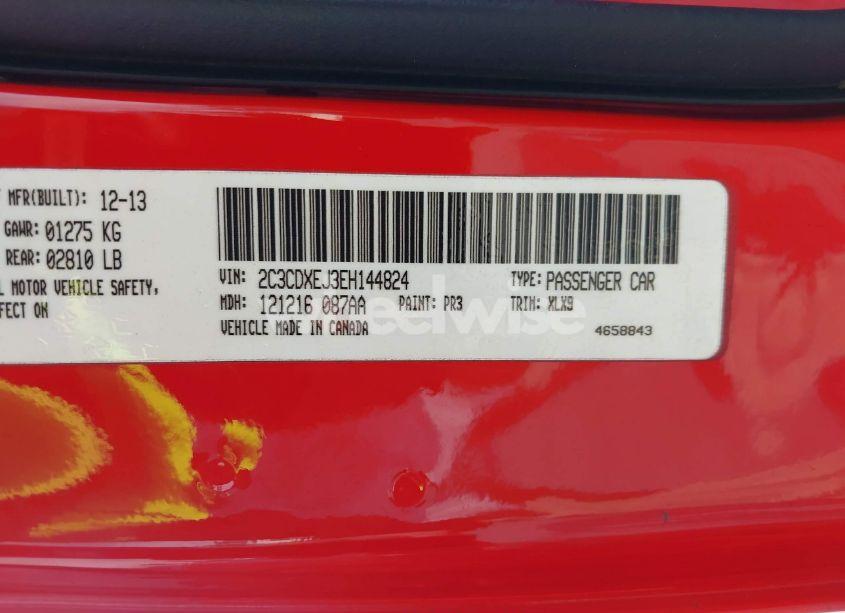 MFR(BUILT): 12-13
GAWR: 01275 KG
REAR: 02810 LB
MOTOR VEHICLE SAFETY,
FECT ON
VIN: 2C3CDXEJ3EH144824 TYPE: PASSENGER CAR
MDH: 121216 087AA PAINT: PR3 TRIM: XLX9
VEHICLE MADE IN CANADA 4658843